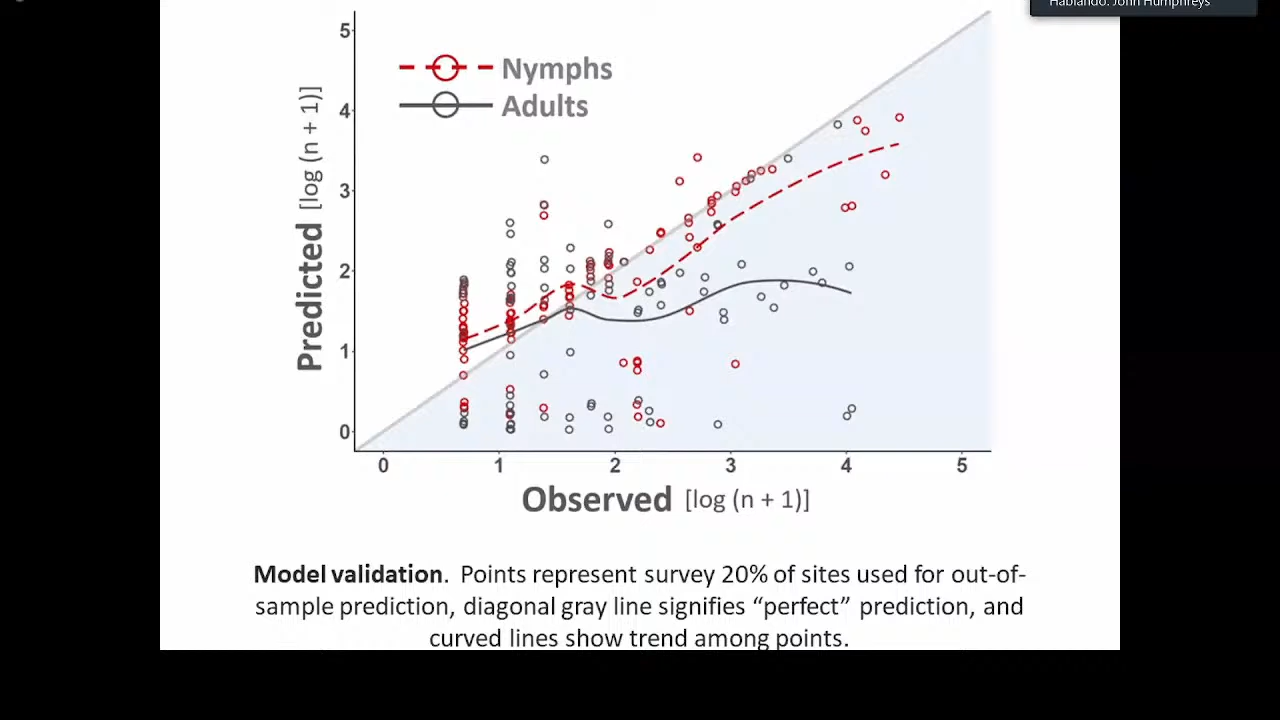 Hablando: John Humphreys
Nymphs
Adults
Predicted [log (n + 1)]
5
4
3
2
1
0
0 1 2 3 4 5
Observed [log (n + 1)]
Model validation. Points represent survey 20% of sites used for out-of-
sample prediction, diagonal gray line signifies “perfect” prediction, and
curved lines show trend among points.